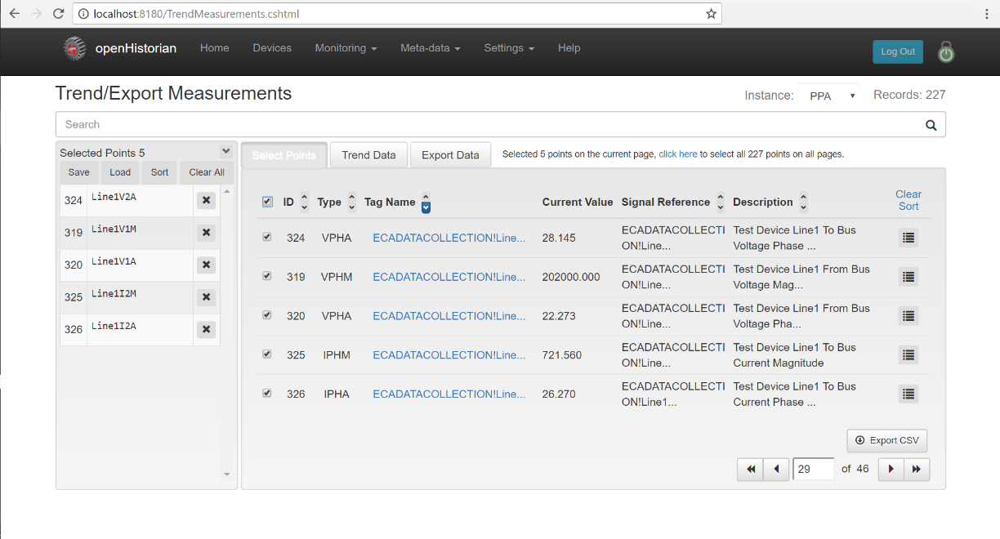 localhost:8180/TrendMeasurements.cshtml
openHistorian Home Devices Monitoring Meta-data Settings Help Log Out
Trend/Export Measurements Instance: PPA Records: 227
Search
Selected Points 5
Save Load Sort Clear All
324 Line1V2A
319 Line1V1M
320 Line1V1A
325 Line1I2M
326 Line1I2A
Select Points Trend Data Export Data Selected 5 points on the current page, click here to select all 227 points on all pages.
ID Type Tag Name Current Value Signal Reference Description Clear Sort
324 VPHA ECADATACOLLECTION!Line... 28.145 ECADATACOLLECTI Test Device Line1 To Bus
ON!Line... Voltage Phase ...
319 VPHM ECADATACOLLECTION!Line... 202000.000 ECADATACOLLECTI Test Device Line1 From Bus
ON!Line... Voltage Mag...
320 VPHA ECADATACOLLECTION!Line... 22.273 ECADATACOLLECTI Test Device Line1 From Bus
ON!Line... Voltage Pha...
325 IPHM ECADATACOLLECTION!Line... 721.560 ECADATACOLLECTI Test Device Line1 To Bus
ON!Line... Current Magnitude
326 IPHA ECADATACOLLECTION!Line... 26.270 ECADATACOLLECTI Test Device Line1 To Bus
ON!Line1... Current Phase ...
Export CSV
29 of 46